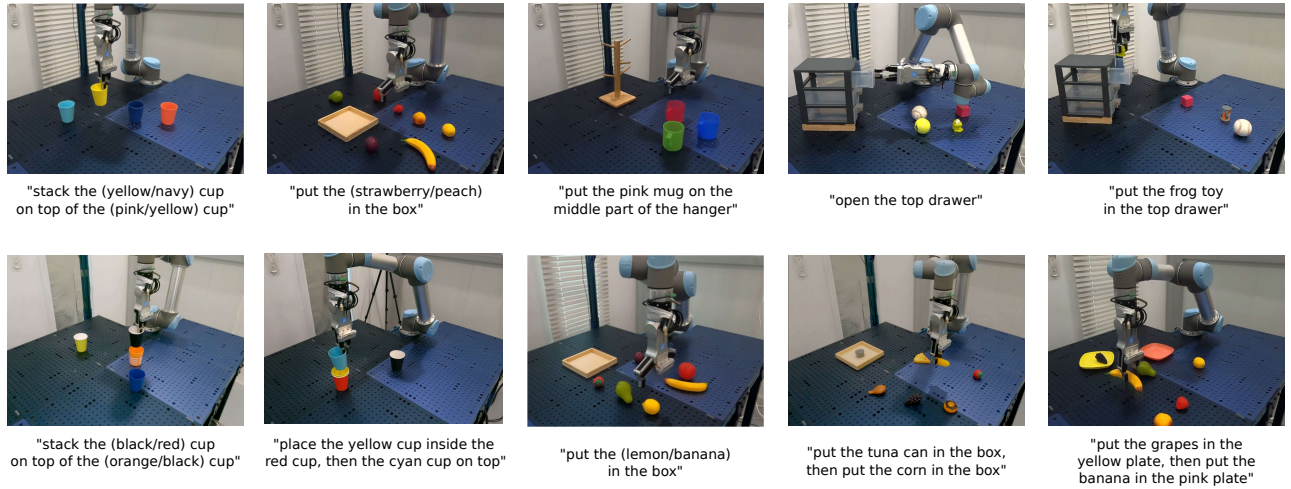 "stack the (yellow/navy) cup
on top of the (pink/yellow) cup"
"put the (strawberry/peach)
in the box"
"put the pink mug on the
middle part of the hanger"
"open the top drawer"
"put the frog toy
in the top drawer"
"stack the (black/red) cup
on top of the (orange/black) cup"
"place the yellow cup inside the
red cup, then the cyan cup on top"
"put the (lemon/banana)
in the box"
"put the tuna can in the box,
then put the corn in the box"
"put the grapes in the
yellow plate, then put the
banana in the pink plate"